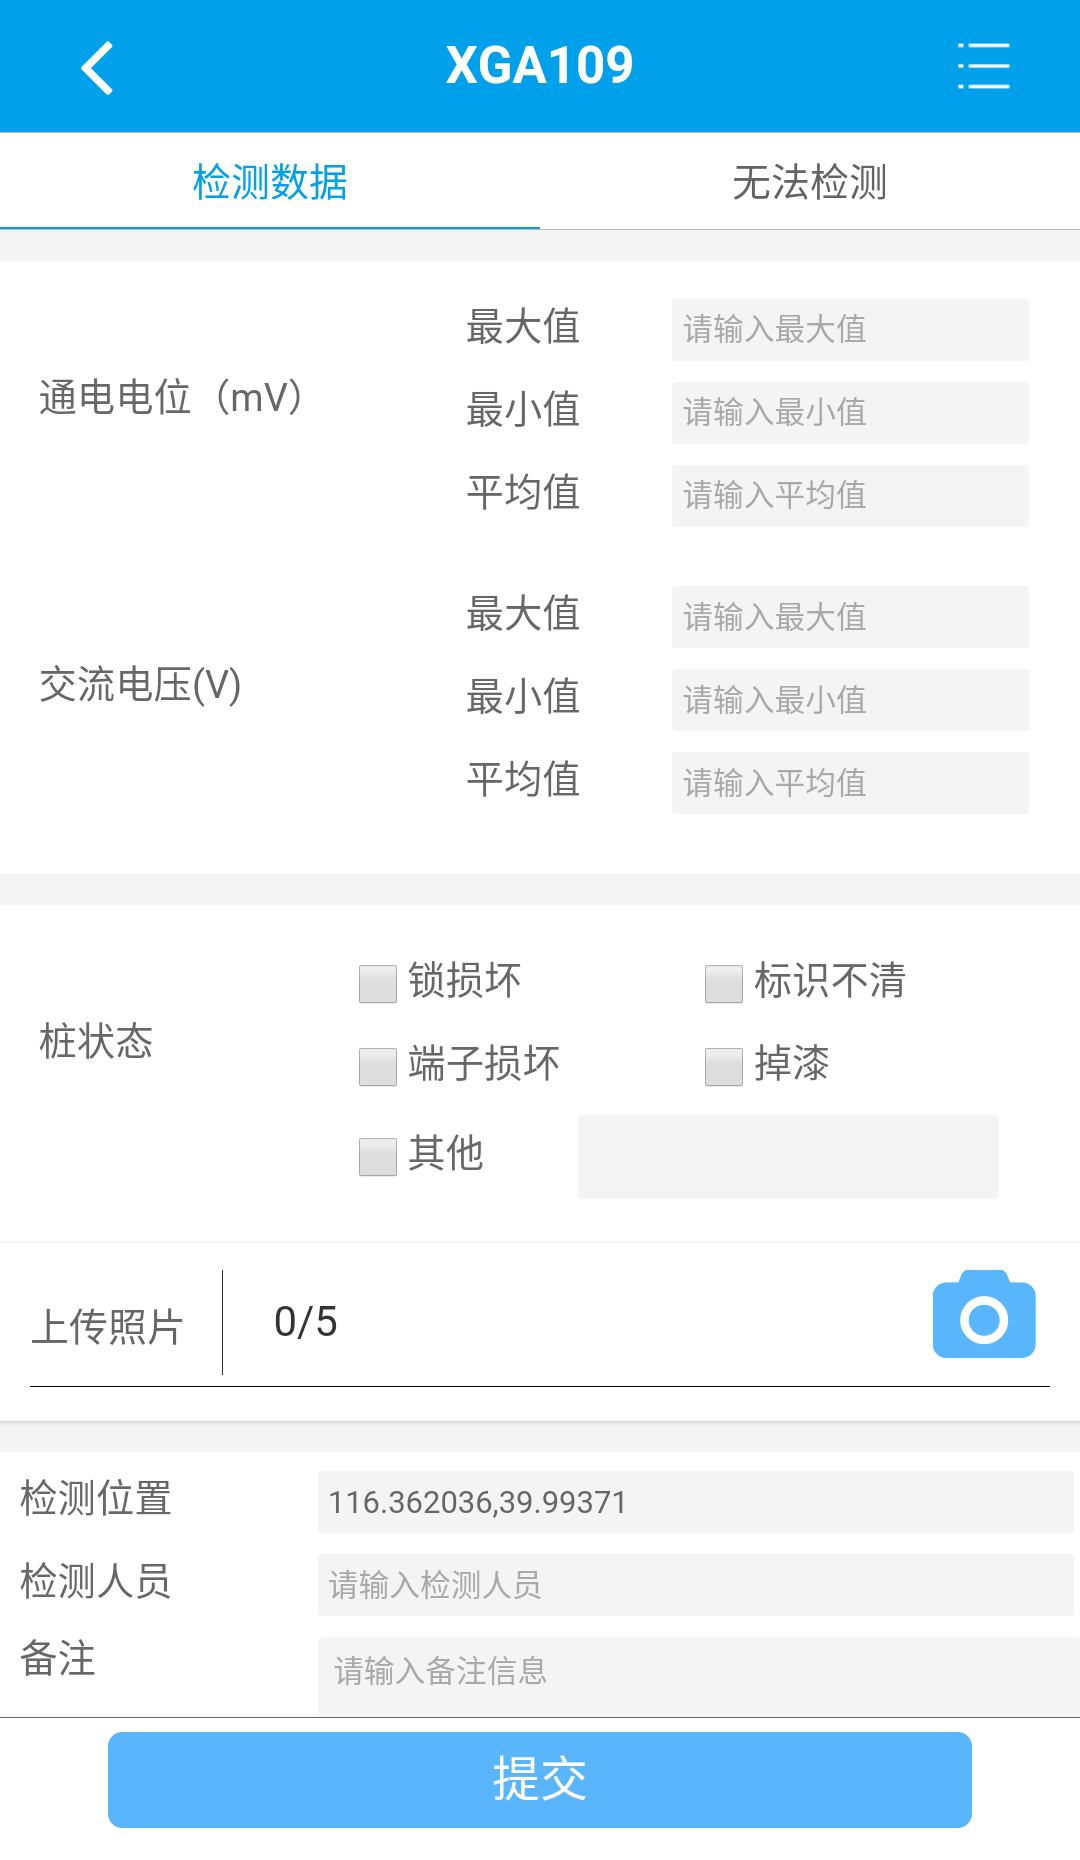 XGA109
检测数据 无法检测
最大值 请输入最大值
通电电位（mV）
最小值 请输入最小值
平均值 请输入平均值
最大值 请输入最大值
交流电压(V)
最小值 请输入最小值
平均值 请输入平均值
锁损坏 标识不清
桩状态
端子损坏 掉漆
其他
上传照片 0/5
检测位置 116.362036,39.99371
检测人员 请输入检测人员
备注 请输入备注信息
提交